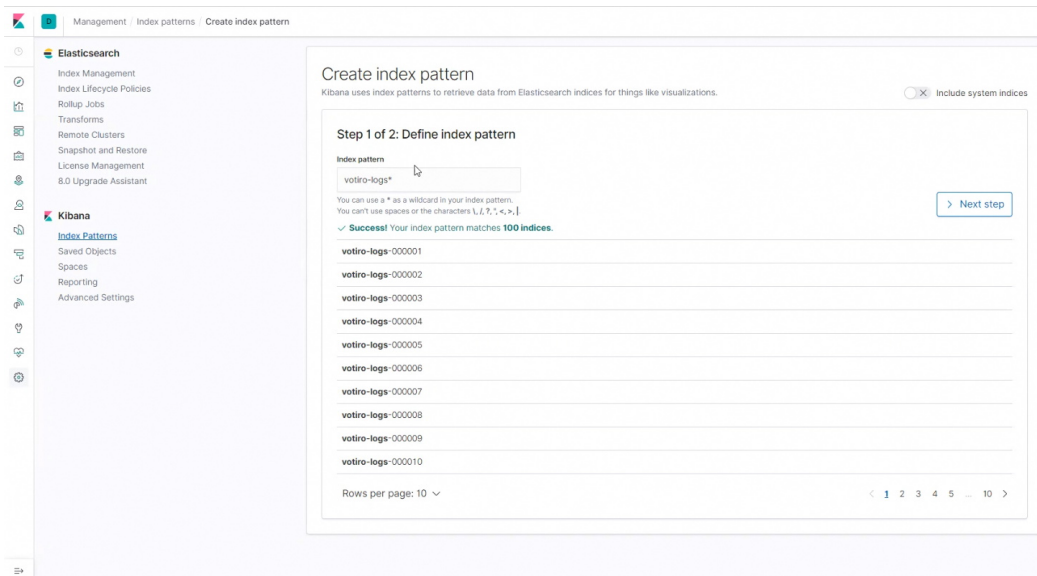 D
Management / Index patterns / Create index pattern
Elasticsearch
Index Management
Index Lifecycle Policies
Rollup Jobs
Transforms
Remote Clusters
Snapshot and Restore
License Management
8.0 Upgrade Assistant
Kibana
Index Patterns
Saved Objects
Spaces
Reporting
Advanced Settings
Create index pattern
Kibana uses index patterns to retrieve data from Elasticsearch indices for things like visualizations.
Include system indices
Step 1 of 2: Define index pattern
Index pattern
votiro-logs*
You can use a * as a wildcard in your index pattern.
You can't use spaces or the characters \, /, ?, ", <, >, |.
Next step
Success! Your index pattern matches 100 indices.
votiro-logs-000001
votiro-logs-000002
votiro-logs-000003
votiro-logs-000004
votiro-logs-000005
votiro-logs-000006
votiro-logs-000007
votiro-logs-000008
votiro-logs-000009
votiro-logs-000010
Rows per page: 10
1 2 3 4 5 ... 10